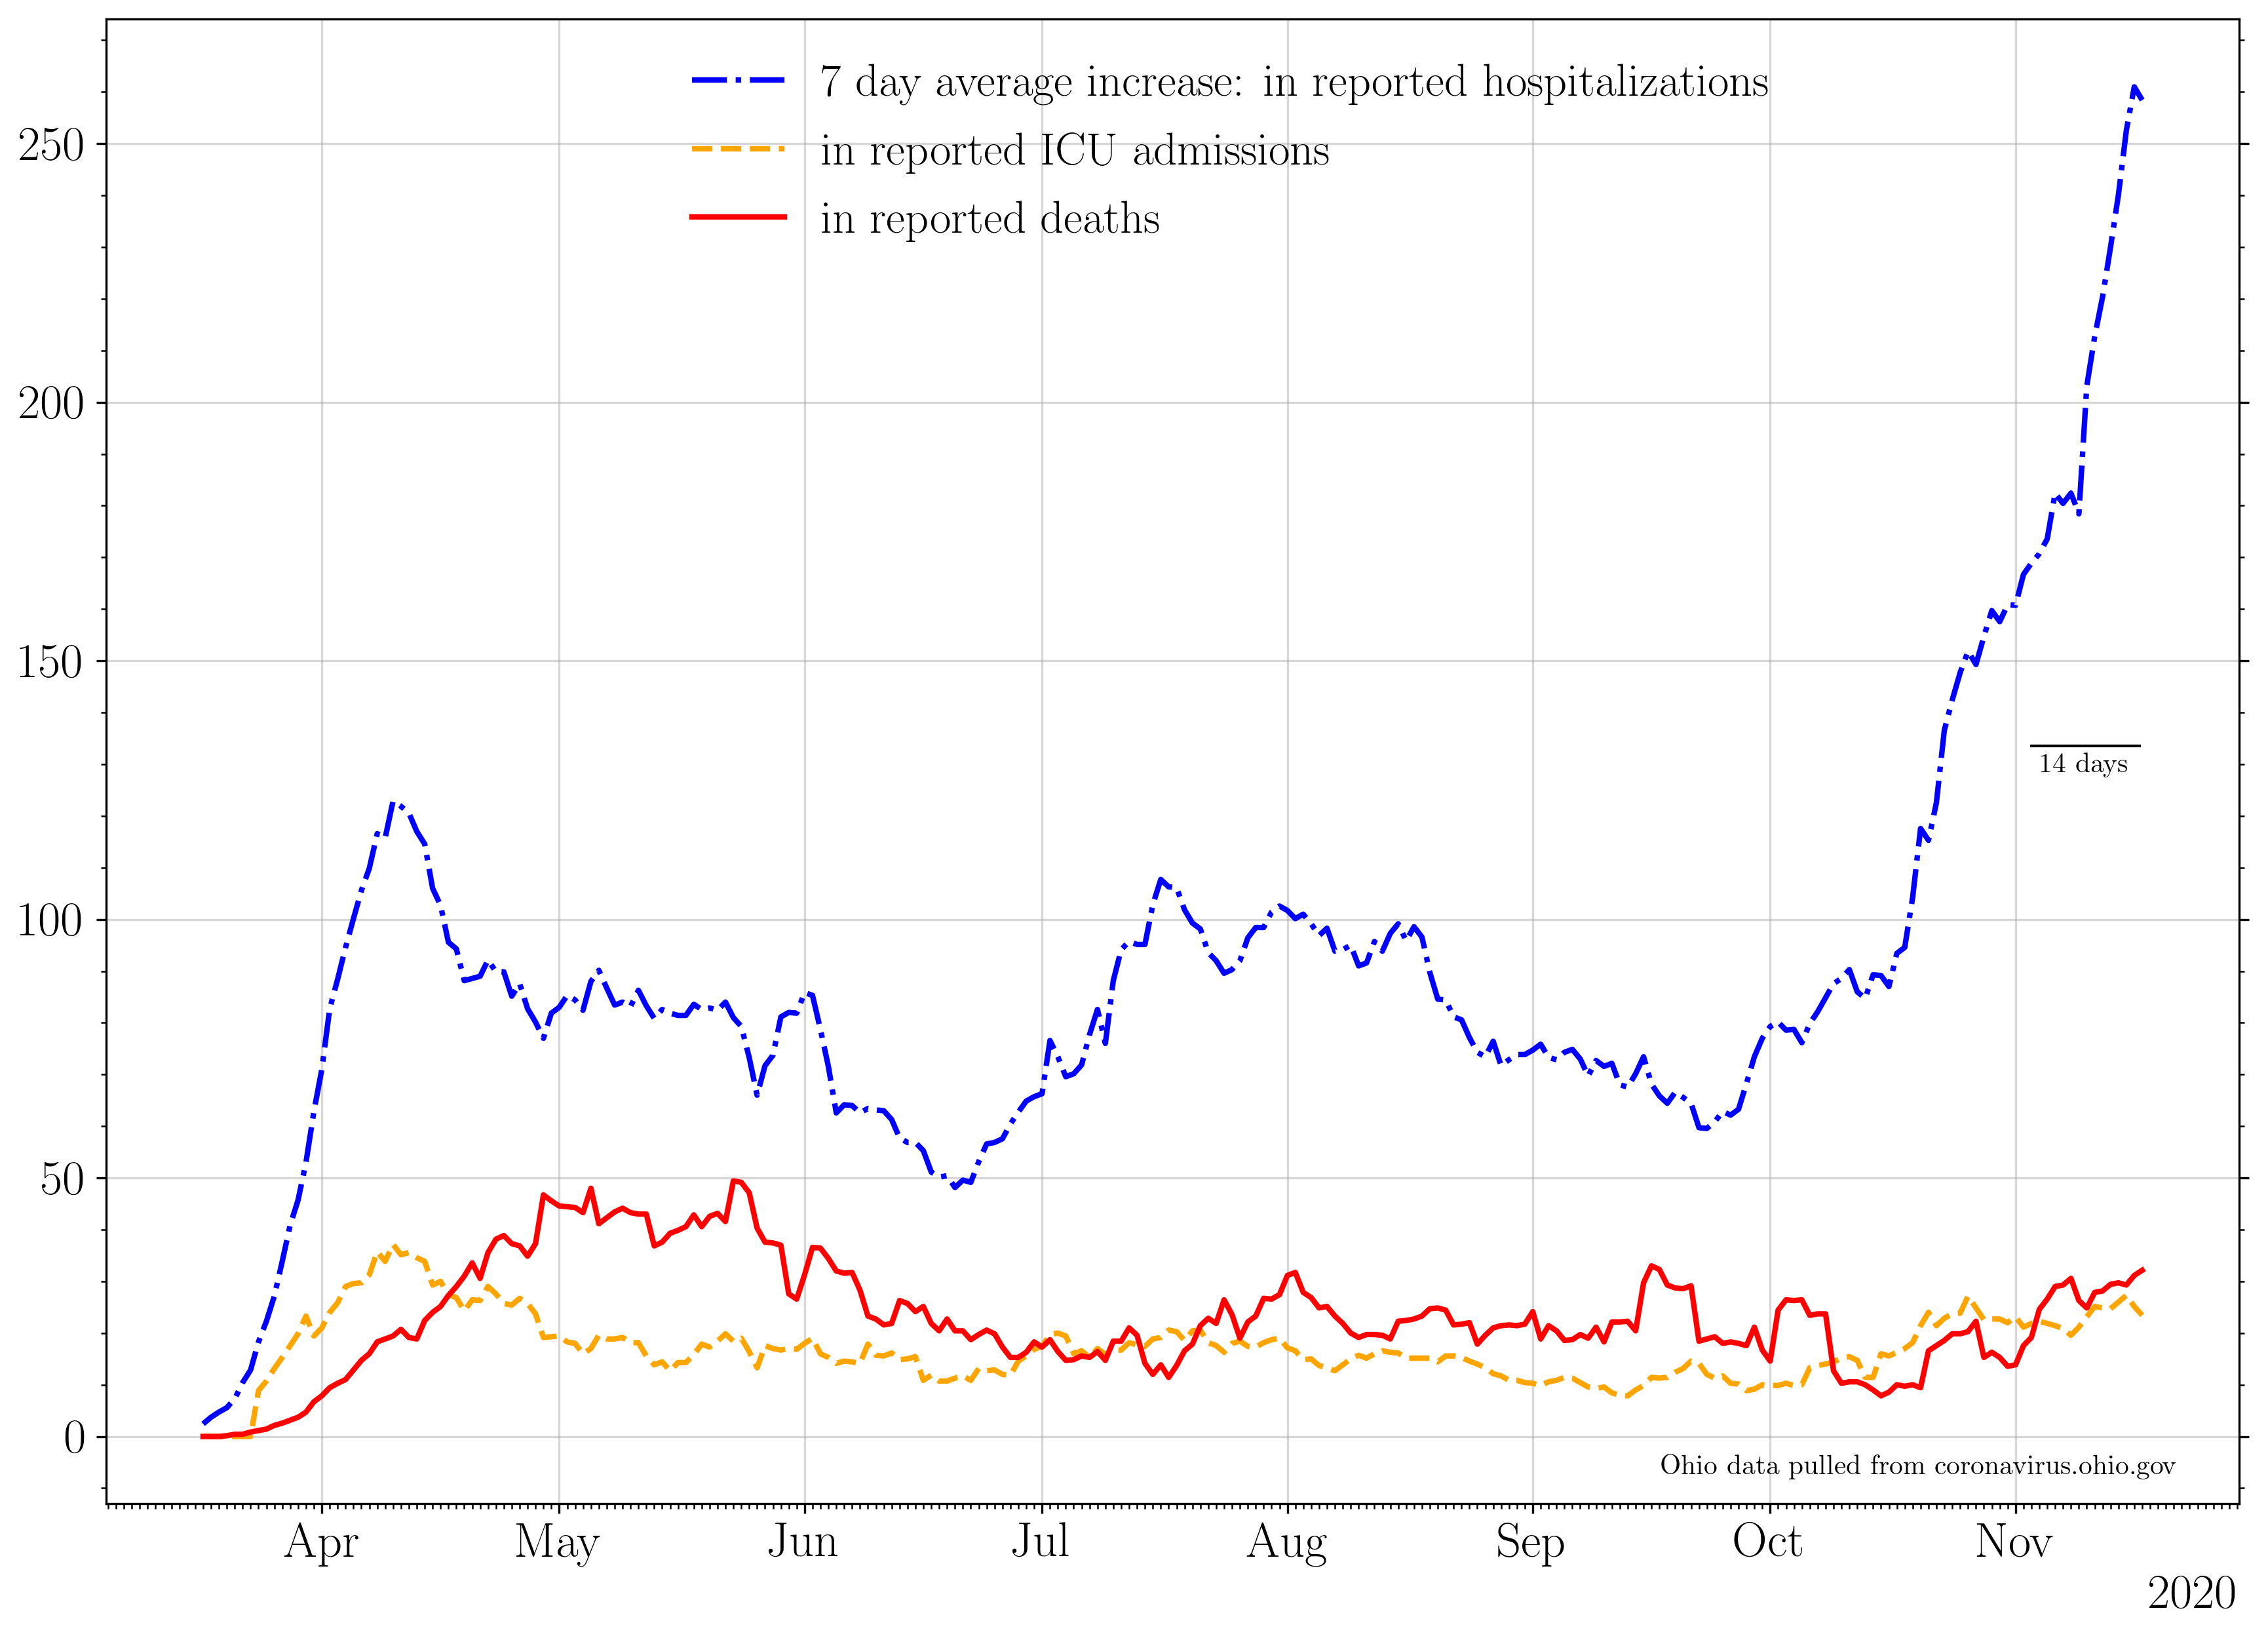 7 day average increase: in reported hospitalizations
in reported ICU admissions
in reported deaths
250
200
150
100
50
0
14 days
Ohio data pulled from coronavirus.ohio.gov
Apr May Jun Jul Aug Sep Oct Nov
2020